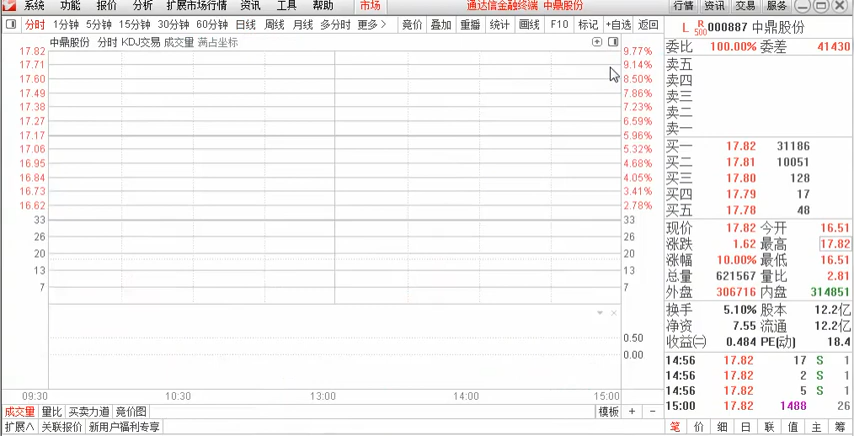 系统 功能 报价 分析 扩展市场行情 资讯 工具 帮助 市场 通达信金融终端 中鼎股份 行情 资讯 交易 服务
分时 1分钟 5分钟 15分钟 30分钟 60分钟 日线 周线 月线 多分时 更多 竞价 叠加 重播 统计 画线 F10 标记 +自选 返回
中鼎股份 分时 KDJ交易 成交量 满占坐标
17.82
17.71
17.60
17.49
17.38
17.27
17.17
17.06
16.95
16.84
16.73
16.62
33
26
20
13
7
9.77%
9.14%
8.50%
7.86%
7.23%
6.59%
5.96%
5.32%
4.68%
4.05%
3.41%
2.78%
33
26
20
13
7
0.50
0.00
09:30 10:30 13:00 14:00 15:00
成交量 量比 买卖力道 竞价图 模板 + -
扩展 关联报价 新用户福利专享
L R 500 000887 中鼎股份
委比 100.00% 委差 41430
卖五
卖四
卖三
卖二
卖一
买一 17.82 31186
买二 17.81 10051
买三 17.80 128
买四 17.79 17
买五 17.78 48
现价 17.82 今开 16.51
涨跌 1.62 最高 17.82
涨幅 10.00% 最低 16.51
总量 621567 量比 2.81
外盘 306716 内盘 314851
换手 5.10% 股本 12.2亿
净资 7.55 流通 12.2亿
收益㈡ 0.484 PE(动) 18.4
14:56 17.82 17 S 1
14:56 17.82 2 S 1
14:56 17.82 5 S 1
15:00 17.82 1488 26
笔 价 细 日 联 值 主 筹